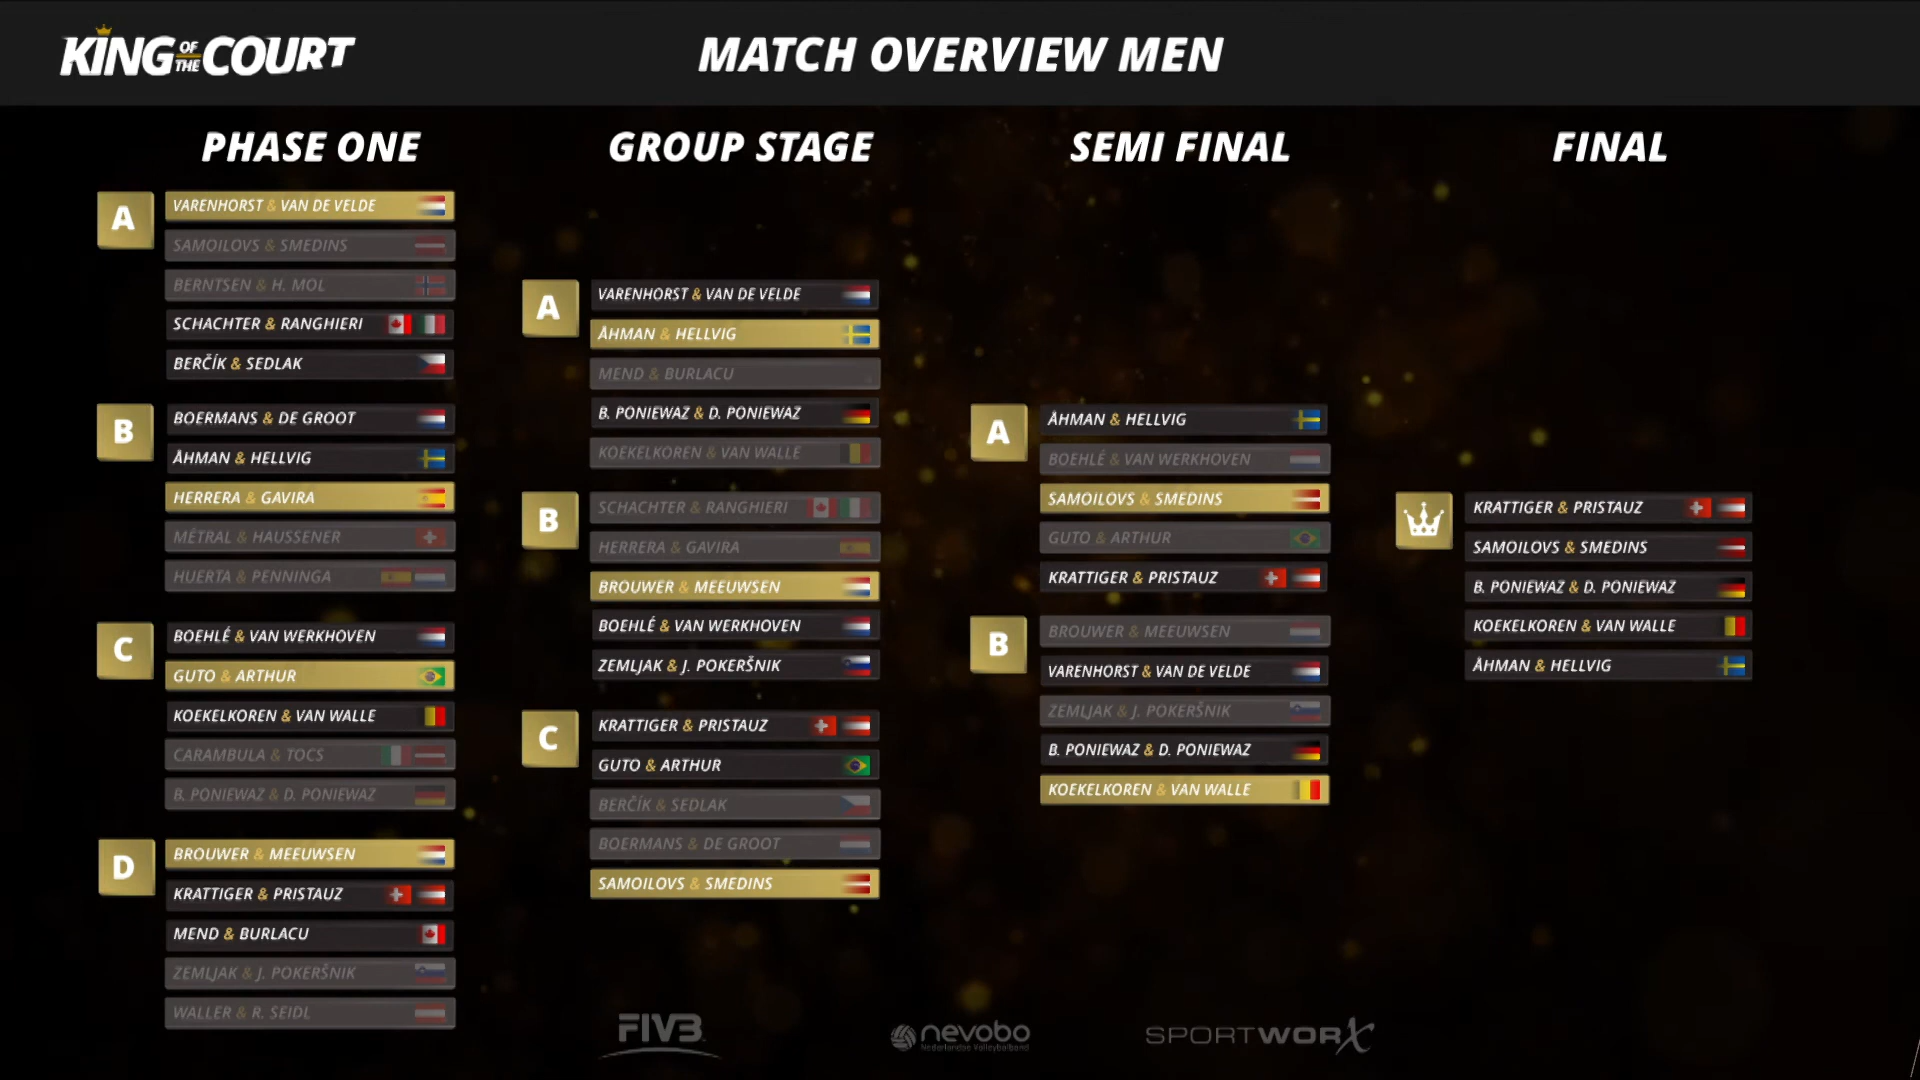 KING OF THE COURT
MATCH OVERVIEW MEN
PHASE ONE
A
VARENHORST & VAN DE VELDE
SAMOILOVS & SMEDINS
BERNTSEN & H. MOL
SCHACHTER & RANGHIERI
BERČÍK & SEDLAK
B
BOERMANS & DE GROOT
ÅHMAN & HELLVIG
HERRERA & GAVIRA
MÉTRAL & HAUSSENER
HUERTA & PENNINGA
C
BOEHLÉ & VAN WERKHOVEN
GUTO & ARTHUR
KOEKELKOREN & VAN WALLE
CARAMBULA & TOCS
B. PONIEWAZ & D. PONIEWAZ
D
BROUWER & MEEUWSEN
KRATTIGER & PRISTAUZ
MEND & BURLACU
ZEMLJAK & J. POKERŠNIK
WALLER & R. SEIDL
GROUP STAGE
A
VARENHORST & VAN DE VELDE
ÅHMAN & HELLVIG
MEND & BURLACU
B. PONIEWAZ & D. PONIEWAZ
KOEKELKOREN & VAN WALLE
B
SCHACHTER & RANGHIERI
HERRERA & GAVIRA
BROUWER & MEEUWSEN
BOEHLÉ & VAN WERKHOVEN
ZEMLJAK & J. POKERŠNIK
C
KRATTIGER & PRISTAUZ
GUTO & ARTHUR
BERČÍK & SEDLAK
BOERMANS & DE GROOT
SAMOILOVS & SMEDINS
SEMI FINAL
A
ÅHMAN & HELLVIG
BOEHLÉ & VAN WERKHOVEN
SAMOILOVS & SMEDINS
GUTO & ARTHUR
KRATTIGER & PRISTAUZ
B
BROUWER & MEEUWSEN
VARENHORST & VAN DE VELDE
ZEMLJAK & J. POKERŠNIK
B. PONIEWAZ & D. PONIEWAZ
KOEKELKOREN & VAN WALLE
FINAL
KRATTIGER & PRISTAUZ
SAMOILOVS & SMEDINS
B. PONIEWAZ & D. PONIEWAZ
KOEKELKOREN & VAN WALLE
ÅHMAN & HELLVIG
FIVB
nevobo
Nederlandse Volleybalbond
SPORTWORX